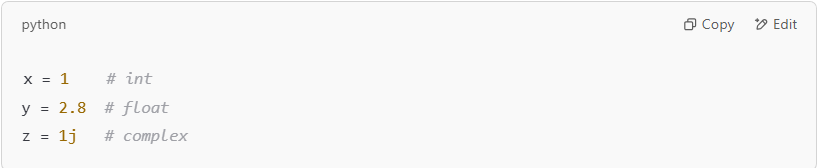 python Copy Edit
x = 1    # int
y = 2.8  # float
z = 1j   # complex